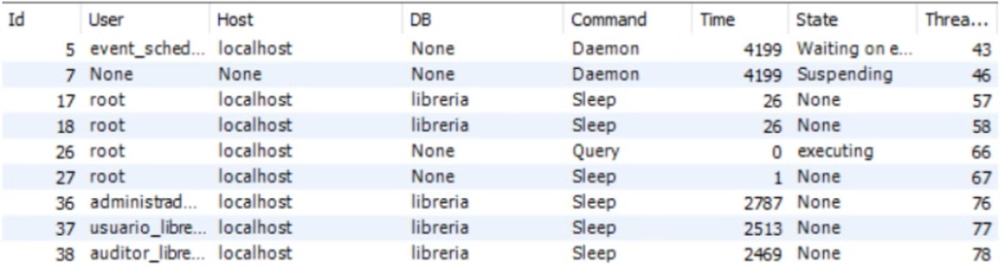 Id User Host DB Command Time State Threa...
5 event_sched... localhost None Daemon 4199 Waiting on e... 43
7 None None None Daemon 4199 Suspending 46
17 root localhost libreria Sleep 26 None 57
18 root localhost libreria Sleep 26 None 58
26 root localhost None Query 0 executing 66
27 root localhost None Sleep 1 None 67
36 administrad... localhost libreria Sleep 2787 None 76
37 usuario_libre... localhost libreria Sleep 2513 None 77
38 auditor_libre... localhost libreria Sleep 2469 None 78